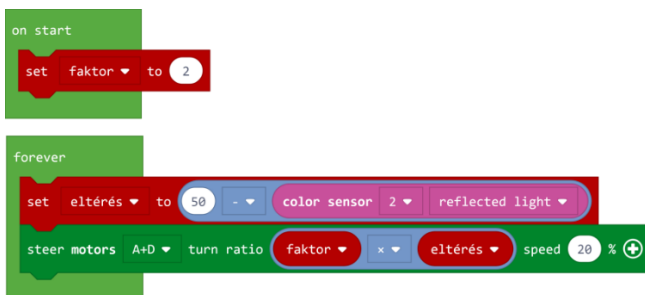 on start
set faktor to 2
forever
set eltérés to 50 - color sensor 2 reflected light
steer motors A+D turn ratio faktor × eltérés speed 20 %